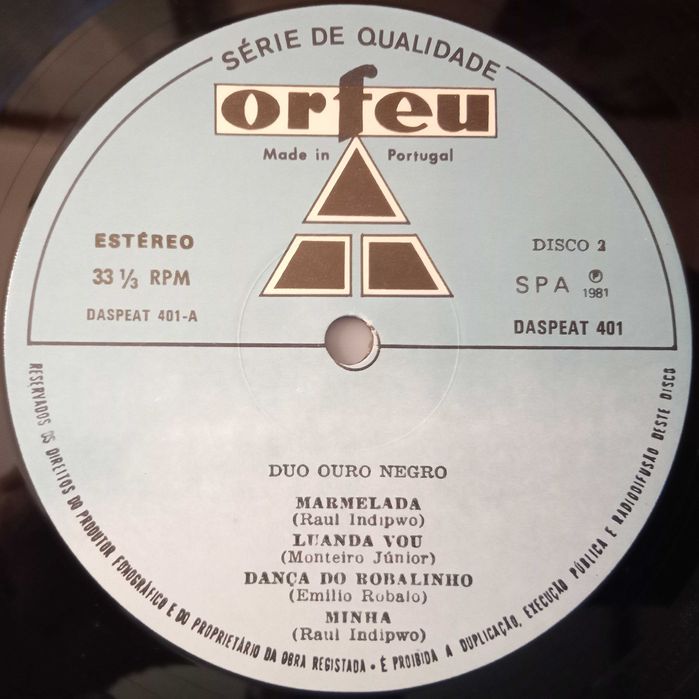 SÉRIE DE QUALIDADE
orfeu
Made in Portugal
ESTÉREO
33 1/3 RPM
DASPEAT 401-A
DISCO 2
SPA ℗ 1981
DASPEAT 401
DUO OURO NEGRO
MARMELADA
(Raul Indipwo)
LUANDA VOU
(Monteiro Júnior)
DANÇA DO ROBALINHO
(Emilio Robalo)
MINHA
(Raul Indipwo)
RESERVADOS OS DIREITOS DO PRODUTOR FONOGRÁFICO E DO PROPRIETÁRIO DA OBRA REGISTADA • É PROIBIDA A DUPLICAÇÃO, EXECUÇÃO PÚBLICA E RADIODIFUSÃO DESTE DISCO